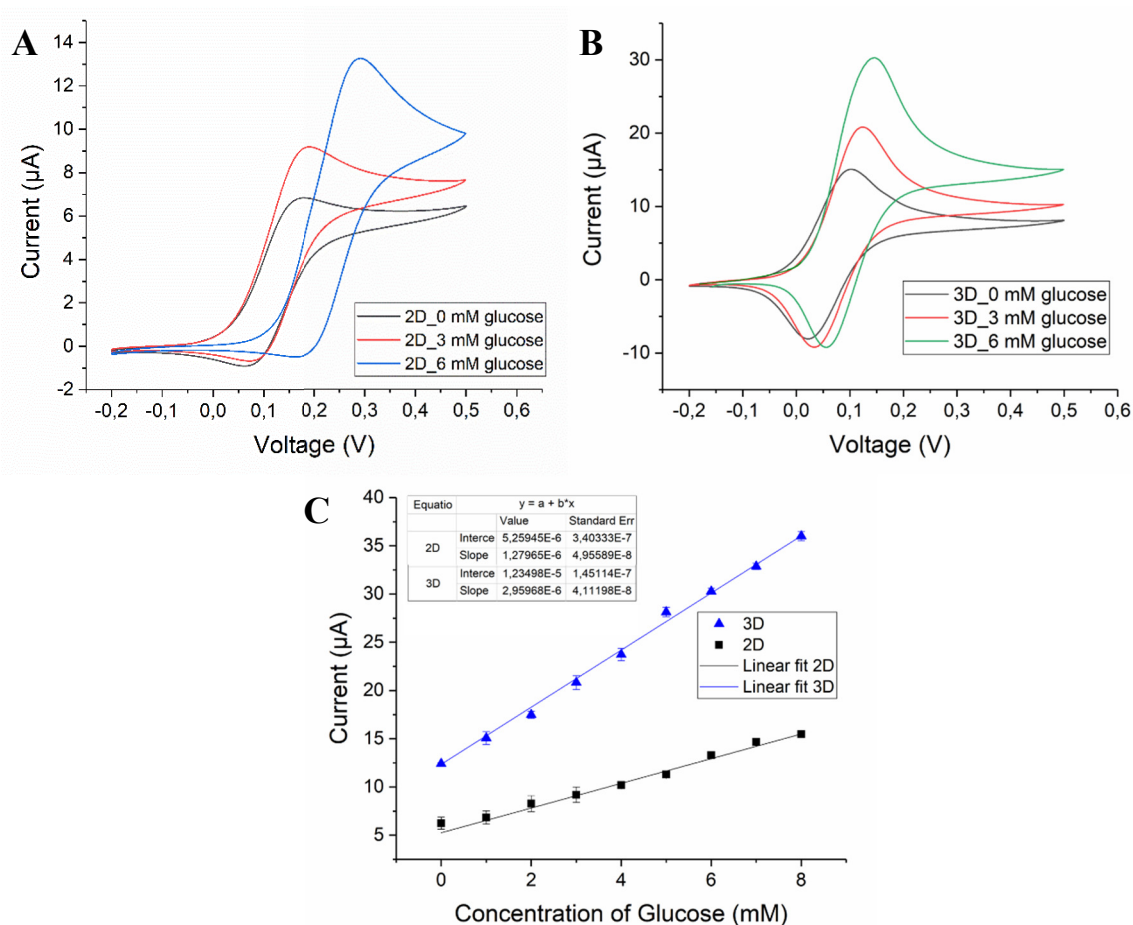 A
14
12
10
8
6
4
2
0
-2
Current (µA)
-0,2 -0,1 0,0 0,1 0,2 0,3 0,4 0,5 0,6
Voltage (V)
2D_0 mM glucose
2D_3 mM glucose
2D_6 mM glucose
B
30
20
10
0
-10
Current (µA)
-0,2 -0,1 0,0 0,1 0,2 0,3 0,4 0,5 0,6
Voltage (V)
3D_0 mM glucose
3D_3 mM glucose
3D_6 mM glucose
C
40
35
30
25
20
15
10
5
Current (µA)
Equatio y = a + b*x
Value Standard Err
2D
Interce 5,25945E-6 3,40333E-7
Slope 1,27965E-6 4,95589E-8
3D
Interce 1,23498E-5 1,45114E-7
Slope 2,95968E-6 4,11198E-8
3D
2D
Linear fit 2D
Linear fit 3D
0 2 4 6 8
Concentration of Glucose (mM)